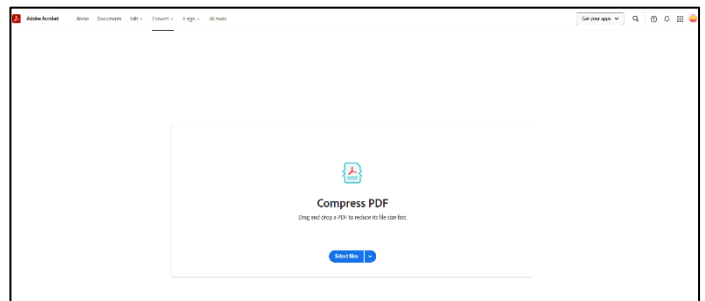 Adobe Acrobat Home Documents Edit Convert E-Sign All tools Get your apps
Compress PDF
Drag and drop a PDF to reduce its file size fast.
Select files